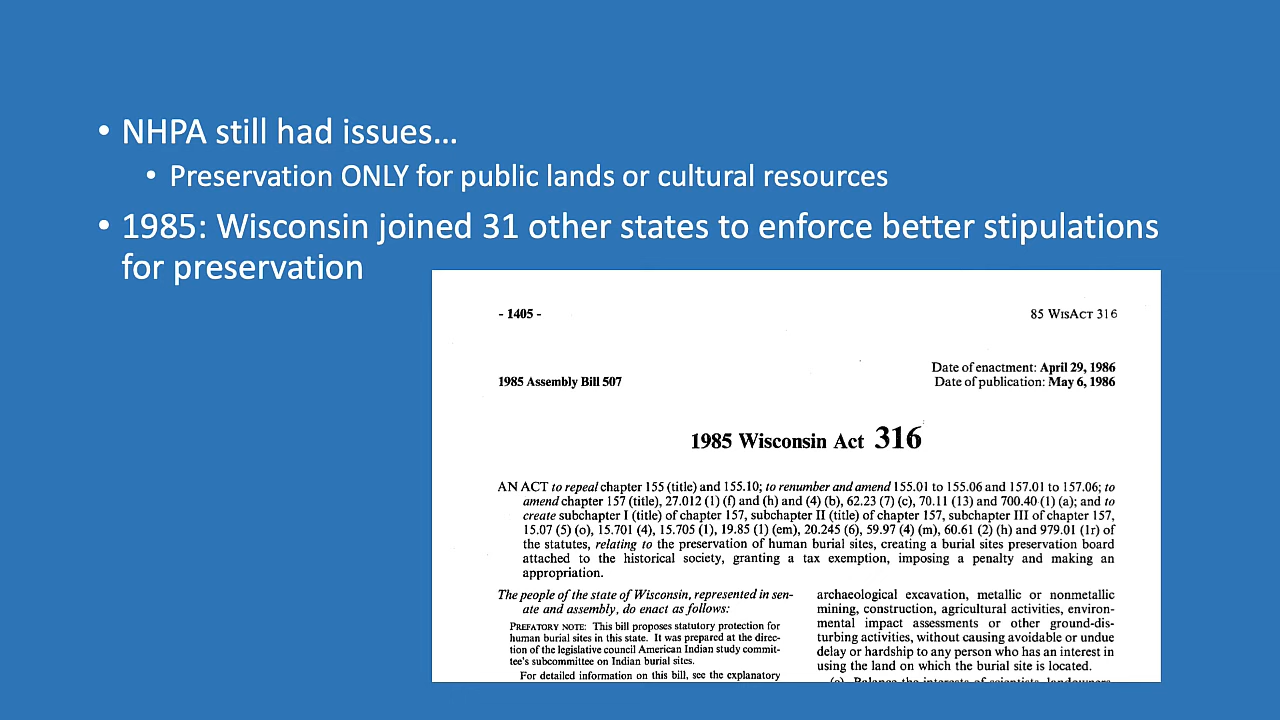 • NHPA still had issues...
• Preservation ONLY for public lands or cultural resources
• 1985: Wisconsin joined 31 other states to enforce better stipulations
for preservation
- 1405 -
85 WISACT 316
Date of enactment: April 29, 1986
1985 Assembly Bill 507
Date of publication: May 6, 1986
1985 Wisconsin Act 316
AN ACT to repeal chapter 155 (title) and 155.10; to renumber and amend 155.01 to 155.06 and 157.01 to 157.06; to
amend chapter 157 (title), 27.012 (1) (f) and (h) and (4) (b), 62.23 (7) (c), 70.11 (13) and 700.40 (1) (a); and to
create subchapter I (title) of chapter 157, subchapter II (title) of chapter 157, subchapter III of chapter 157,
15.07 (5) (o), 15.701 (4), 15.705 (1), 19.85 (1) (em), 20.245 (6), 59.97 (4) (m), 60.61 (2) (h) and 979.01 (1r) of
the statutes, relating to the preservation of human burial sites, creating a burial sites preservation board
attached to the historical society, granting a tax exemption, imposing a penalty and making an
appropriation.
The people of the state of Wisconsin, represented in sen-
ate and assembly, do enact as follows:
PREFATORY NOTE: This bill proposes statutory protection for
human burial sites in this state. It was prepared at the direc-
tion of the legislative council American Indian study commit-
tee's subcommittee on Indian burial sites.
For detailed information on this bill, see the explanatory
archaeological excavation, metallic or nonmetallic
mining, construction, agricultural activities, environ-
mental impact assessments or other ground-dis-
turbing activities, without causing avoidable or undue
delay or hardship to any person who has an interest in
using the land on which the burial site is located.